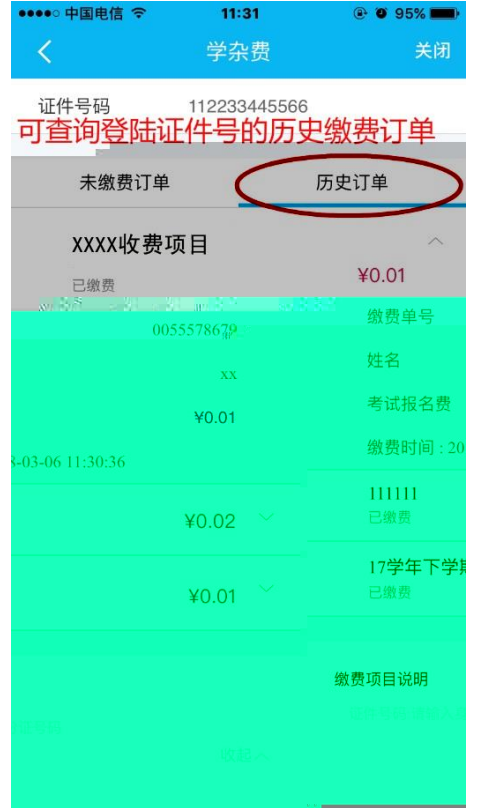 中国电信 11:31 95%
学杂费 关闭
证件号码 112233445566
可查询登陆证件号的历史缴费订单
未缴费订单 历史订单
XXXX收费项目
¥0.01
已缴费
缴费单号
0055578679
姓名
xx
考试报名费
¥0.01
缴费时间 : 20
-03-06 11:30:36
111111
¥0.02
已缴费
17学年下学
¥0.01
已缴费
缴费项目说明
收起